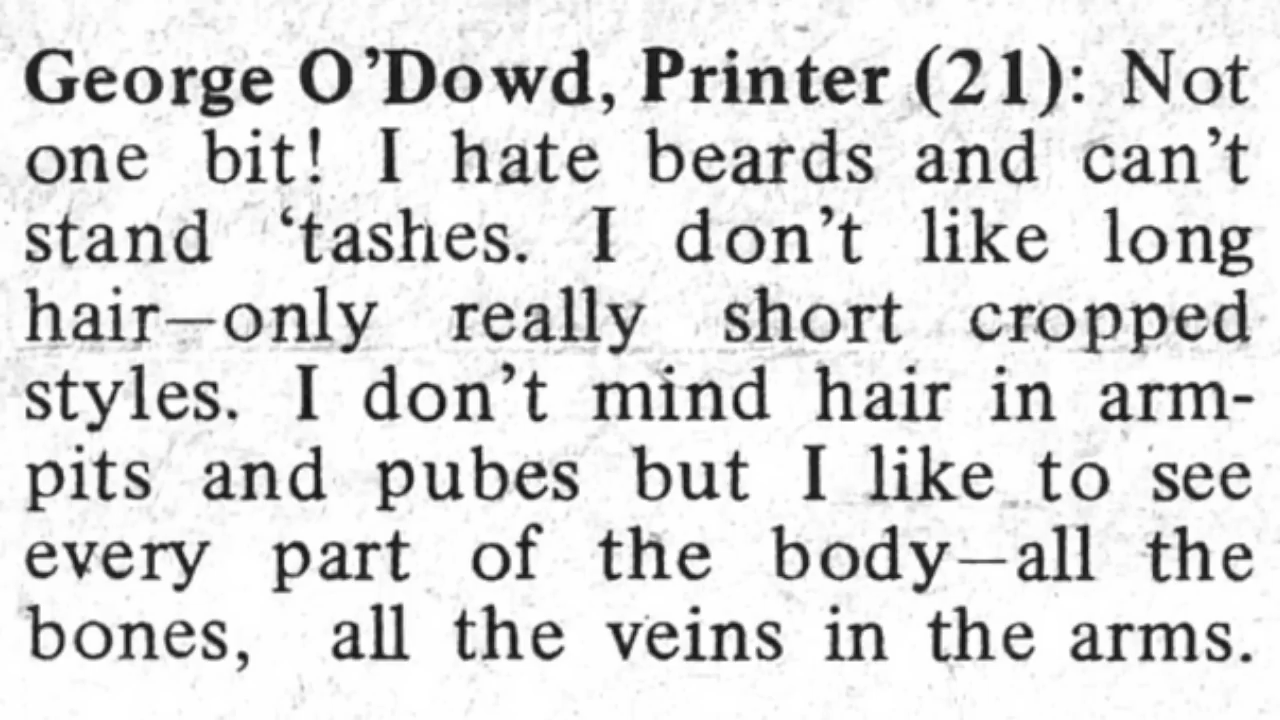 George O’Dowd, Printer (21): Not
one bit! I hate beards and can’t
stand ‘tashes. I don’t like long
hair—only really short cropped
styles. I don’t mind hair in arm-
pits and pubes but I like to see
every part of the body—all the
bones, all the veins in the arms.